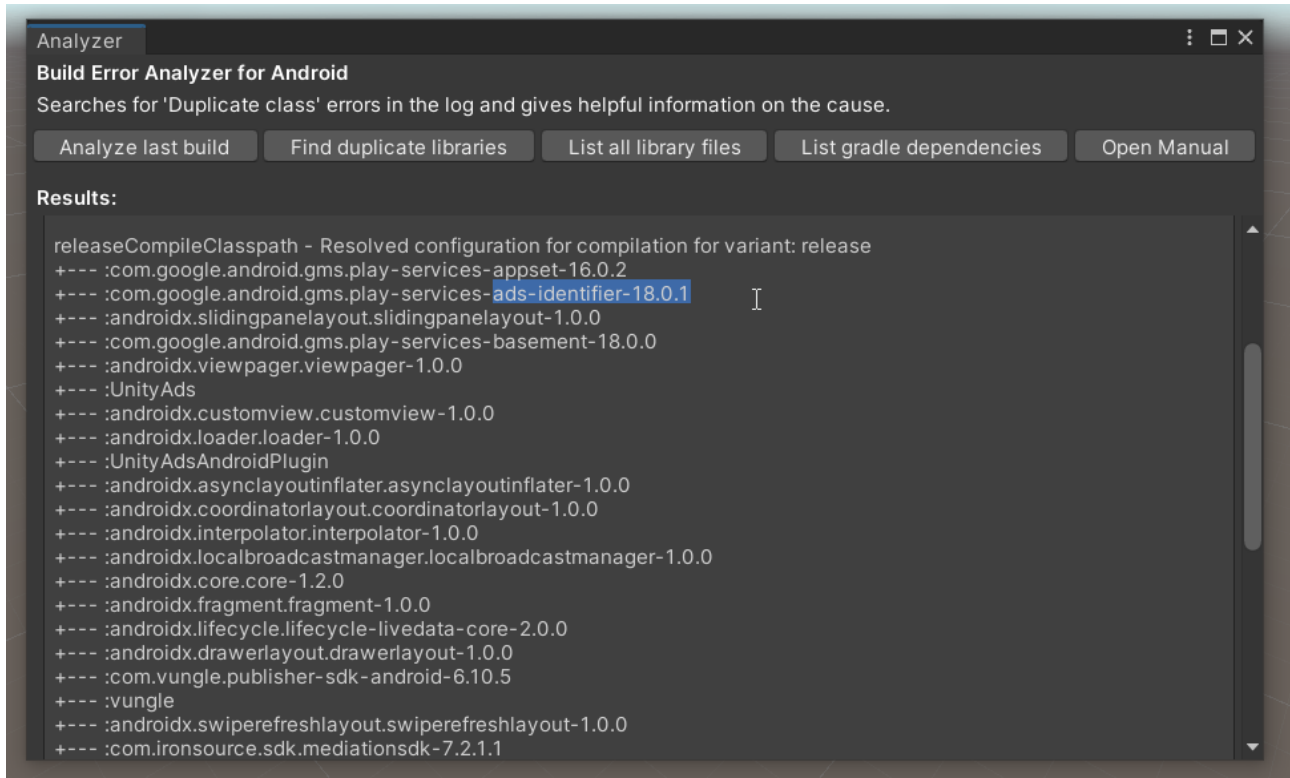 Analyzer
Build Error Analyzer for Android
Searches for 'Duplicate class' errors in the log and gives helpful information on the cause.
Analyze last build Find duplicate libraries List all library files List gradle dependencies Open Manual
Results:
releaseCompileClasspath - Resolved configuration for compilation for variant: release
+--- :com.google.android.gms.play-services-appset-16.0.2
+--- :com.google.android.gms.play-services-ads-identifier-18.0.1
+--- :androidx.slidingpanelayout.slidingpanelayout-1.0.0
+--- :com.google.android.gms.play-services-basement-18.0.0
+--- :androidx.viewpager.viewpager-1.0.0
+--- :UnityAds
+--- :androidx.customview.customview-1.0.0
+--- :androidx.loader.loader-1.0.0
+--- :UnityAdsAndroidPlugin
+--- :androidx.asynclayoutinflater.asynclayoutinflater-1.0.0
+--- :androidx.coordinatorlayout.coordinatorlayout-1.0.0
+--- :androidx.interpolator.interpolator-1.0.0
+--- :androidx.localbroadcastmanager.localbroadcastmanager-1.0.0
+--- :androidx.core.core-1.2.0
+--- :androidx.fragment.fragment-1.0.0
+--- :androidx.lifecycle.lifecycle-livedata-core-2.0.0
+--- :androidx.drawerlayout.drawerlayout-1.0.0
+--- :com.vungle.publisher-sdk-android-6.10.5
+--- :vungle
+--- :androidx.swiperefreshlayout.swiperefreshlayout-1.0.0
+--- :com.ironsource.sdk.mediationsdk-7.2.1.1